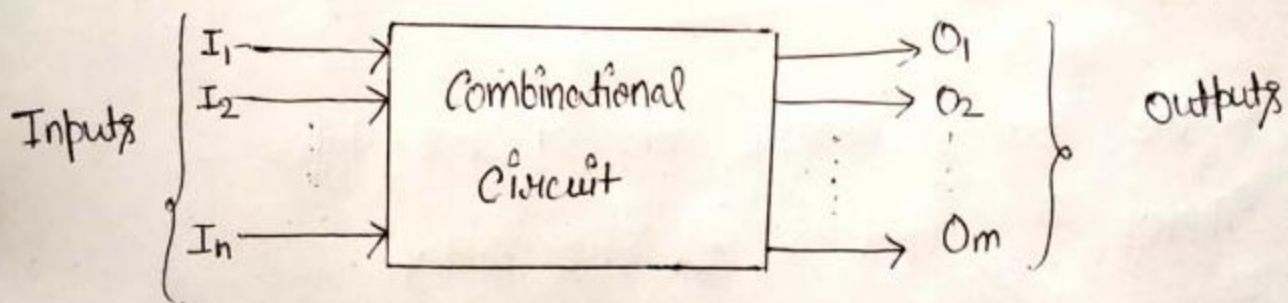 Inputs
I1
I2
In
Combinational
Circuit
O1
O2
Om
Outputs